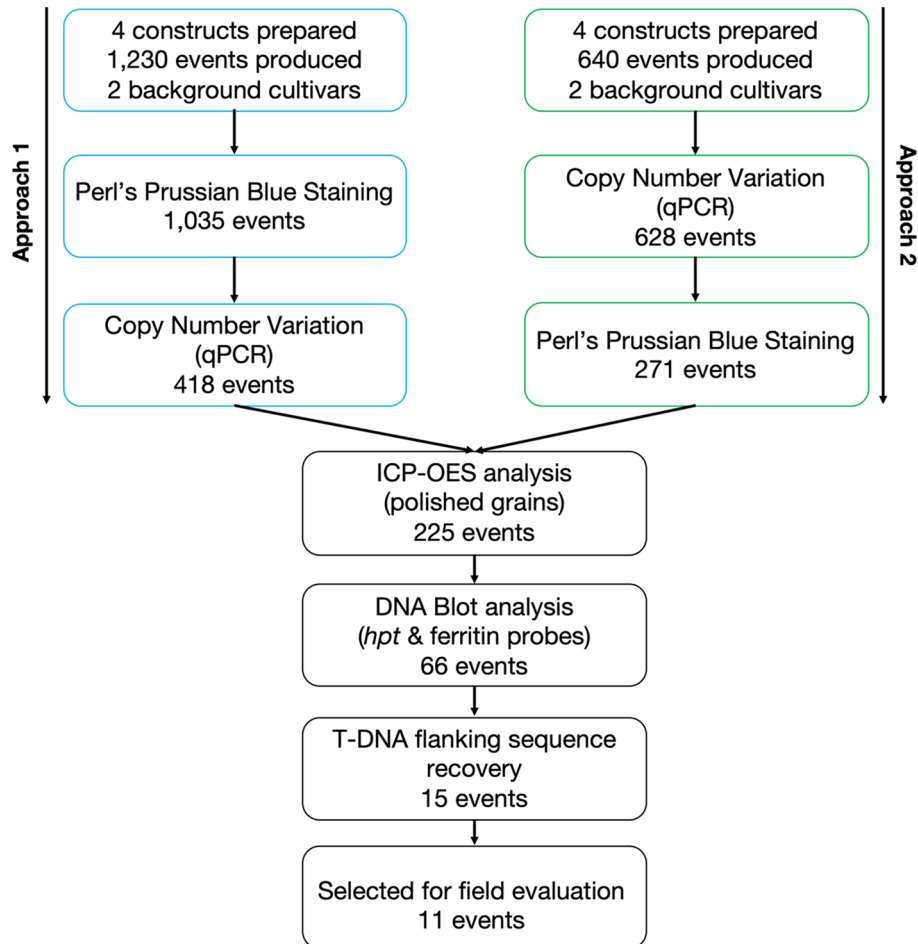 Approach 1
4 constructs prepared
1,230 events produced
2 background cultivars
Perl's Prussian Blue Staining
1,035 events
Copy Number Variation
(qPCR)
418 events
4 constructs prepared
640 events produced
2 background cultivars
Copy Number Variation
(qPCR)
628 events
Perl's Prussian Blue Staining
271 events
Approach 2
ICP-OES analysis
(polished grains)
225 events
DNA Blot analysis
(hpt & ferritin probes)
66 events
T-DNA flanking sequence
recovery
15 events
Selected for field evaluation
11 events